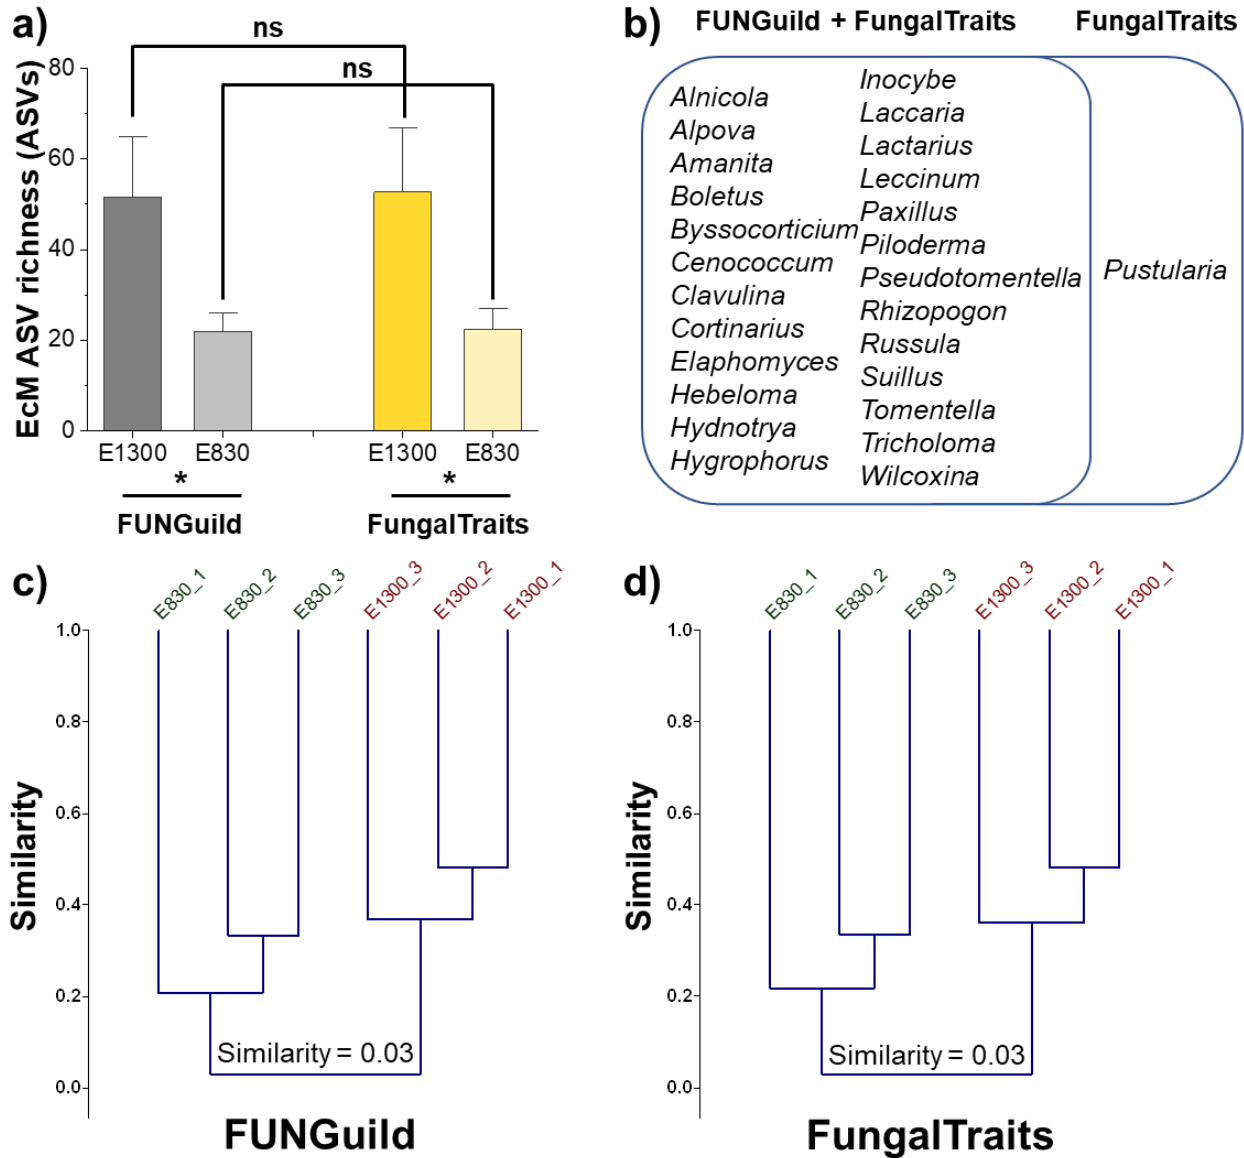 a)
ns
ns
EcM ASV richness (ASVs)
80
60
40
20
0
E1300 E830 E1300 E830
* *
FUNGuild FungalTraits
b)
FUNGuild + FungalTraits FungalTraits
Alnicola
Alpova
Amanita
Boletus
Byssocorticium
Cenococcum
Clavulina
Cortinarius
Elaphomyces
Hebeloma
Hydnotrya
Hygrophorus
Inocybe
Laccaria
Lactarius
Leccinum
Paxillus
Piloderma
Pseudotomentella
Rhizopogon
Russula
Suillus
Tomentella
Tricholoma
Wilcoxina
Pustularia
c)
E830_1 E830_2 E830_3 E1300_3 E1300_2 E1300_1
Similarity
1.0
0.8
0.6
0.4
0.2
0.0
Similarity = 0.03
FUNGuild
d)
E830_1 E830_2 E830_3 E1300_3 E1300_2 E1300_1
Similarity
1.0
0.8
0.6
0.4
0.2
0.0
Similarity = 0.03
FungalTraits